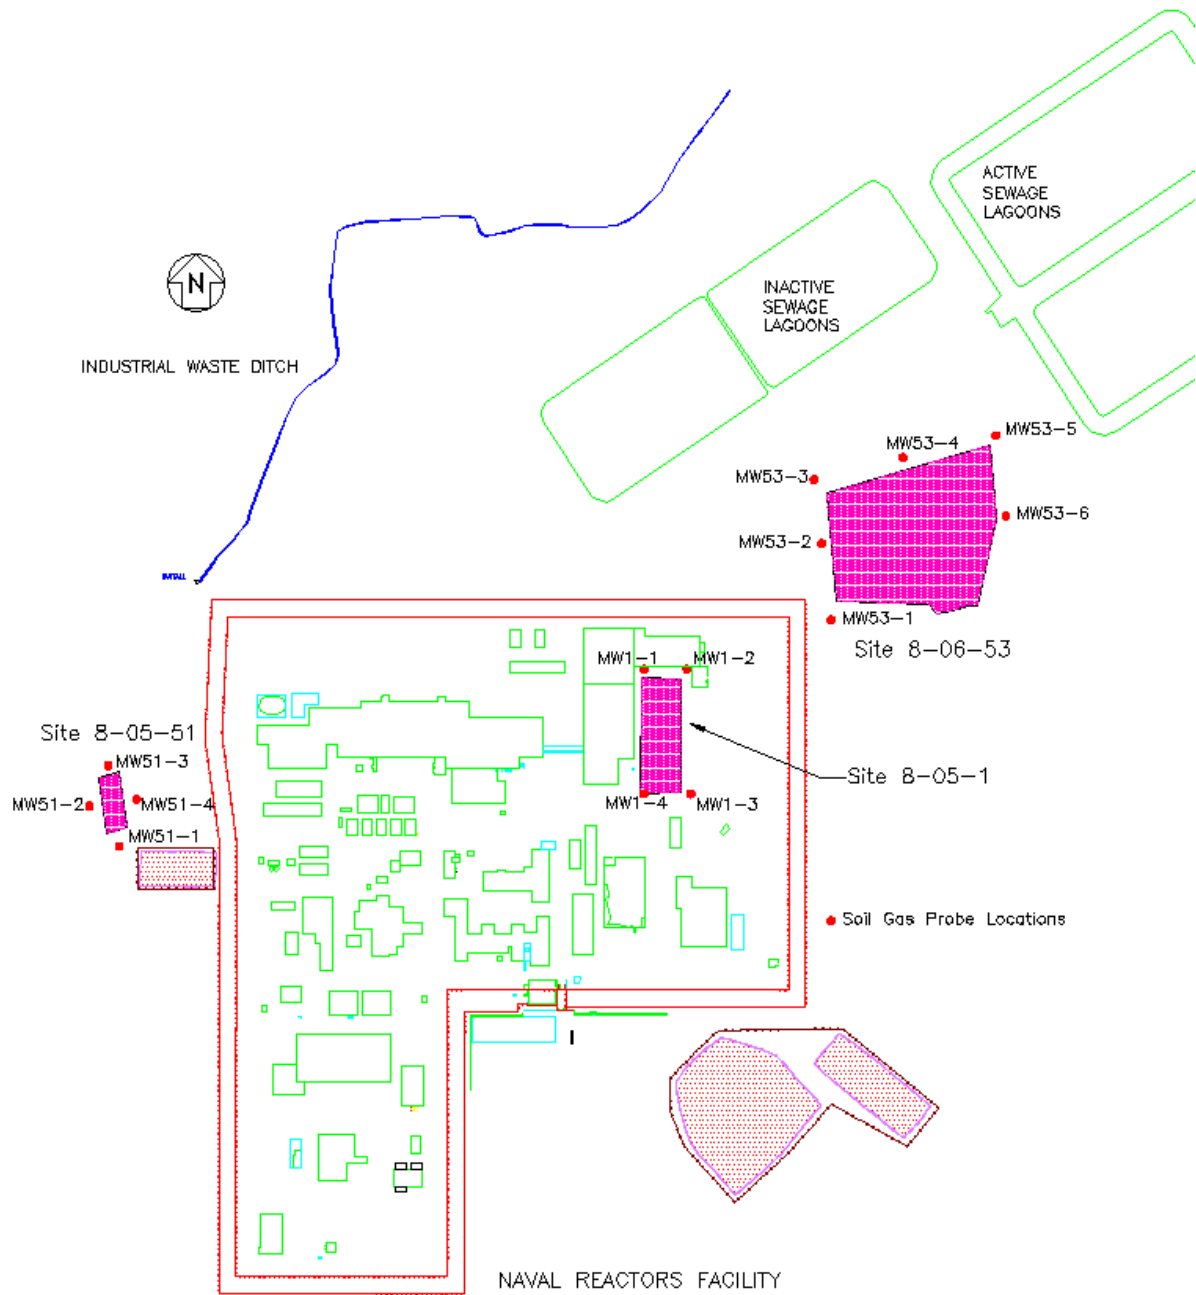 ACTIVE
SEWAGE
LAGOONS
N
INACTIVE
SEWAGE
LAGOONS
INDUSTRIAL WASTE DITCH
MW53-5
MW53-4
MW53-3
MW53-6
MW53-2
MW53-1
Site 8-06-53
MW1-1
MW1-2
Site 8-05-51
MW51-3
Site 8-05-1
MW51-2
MW51-4
MW1-4
MW1-3
MW51-1
Soil Gas Probe Locations
NAVAL REACTORS FACILITY